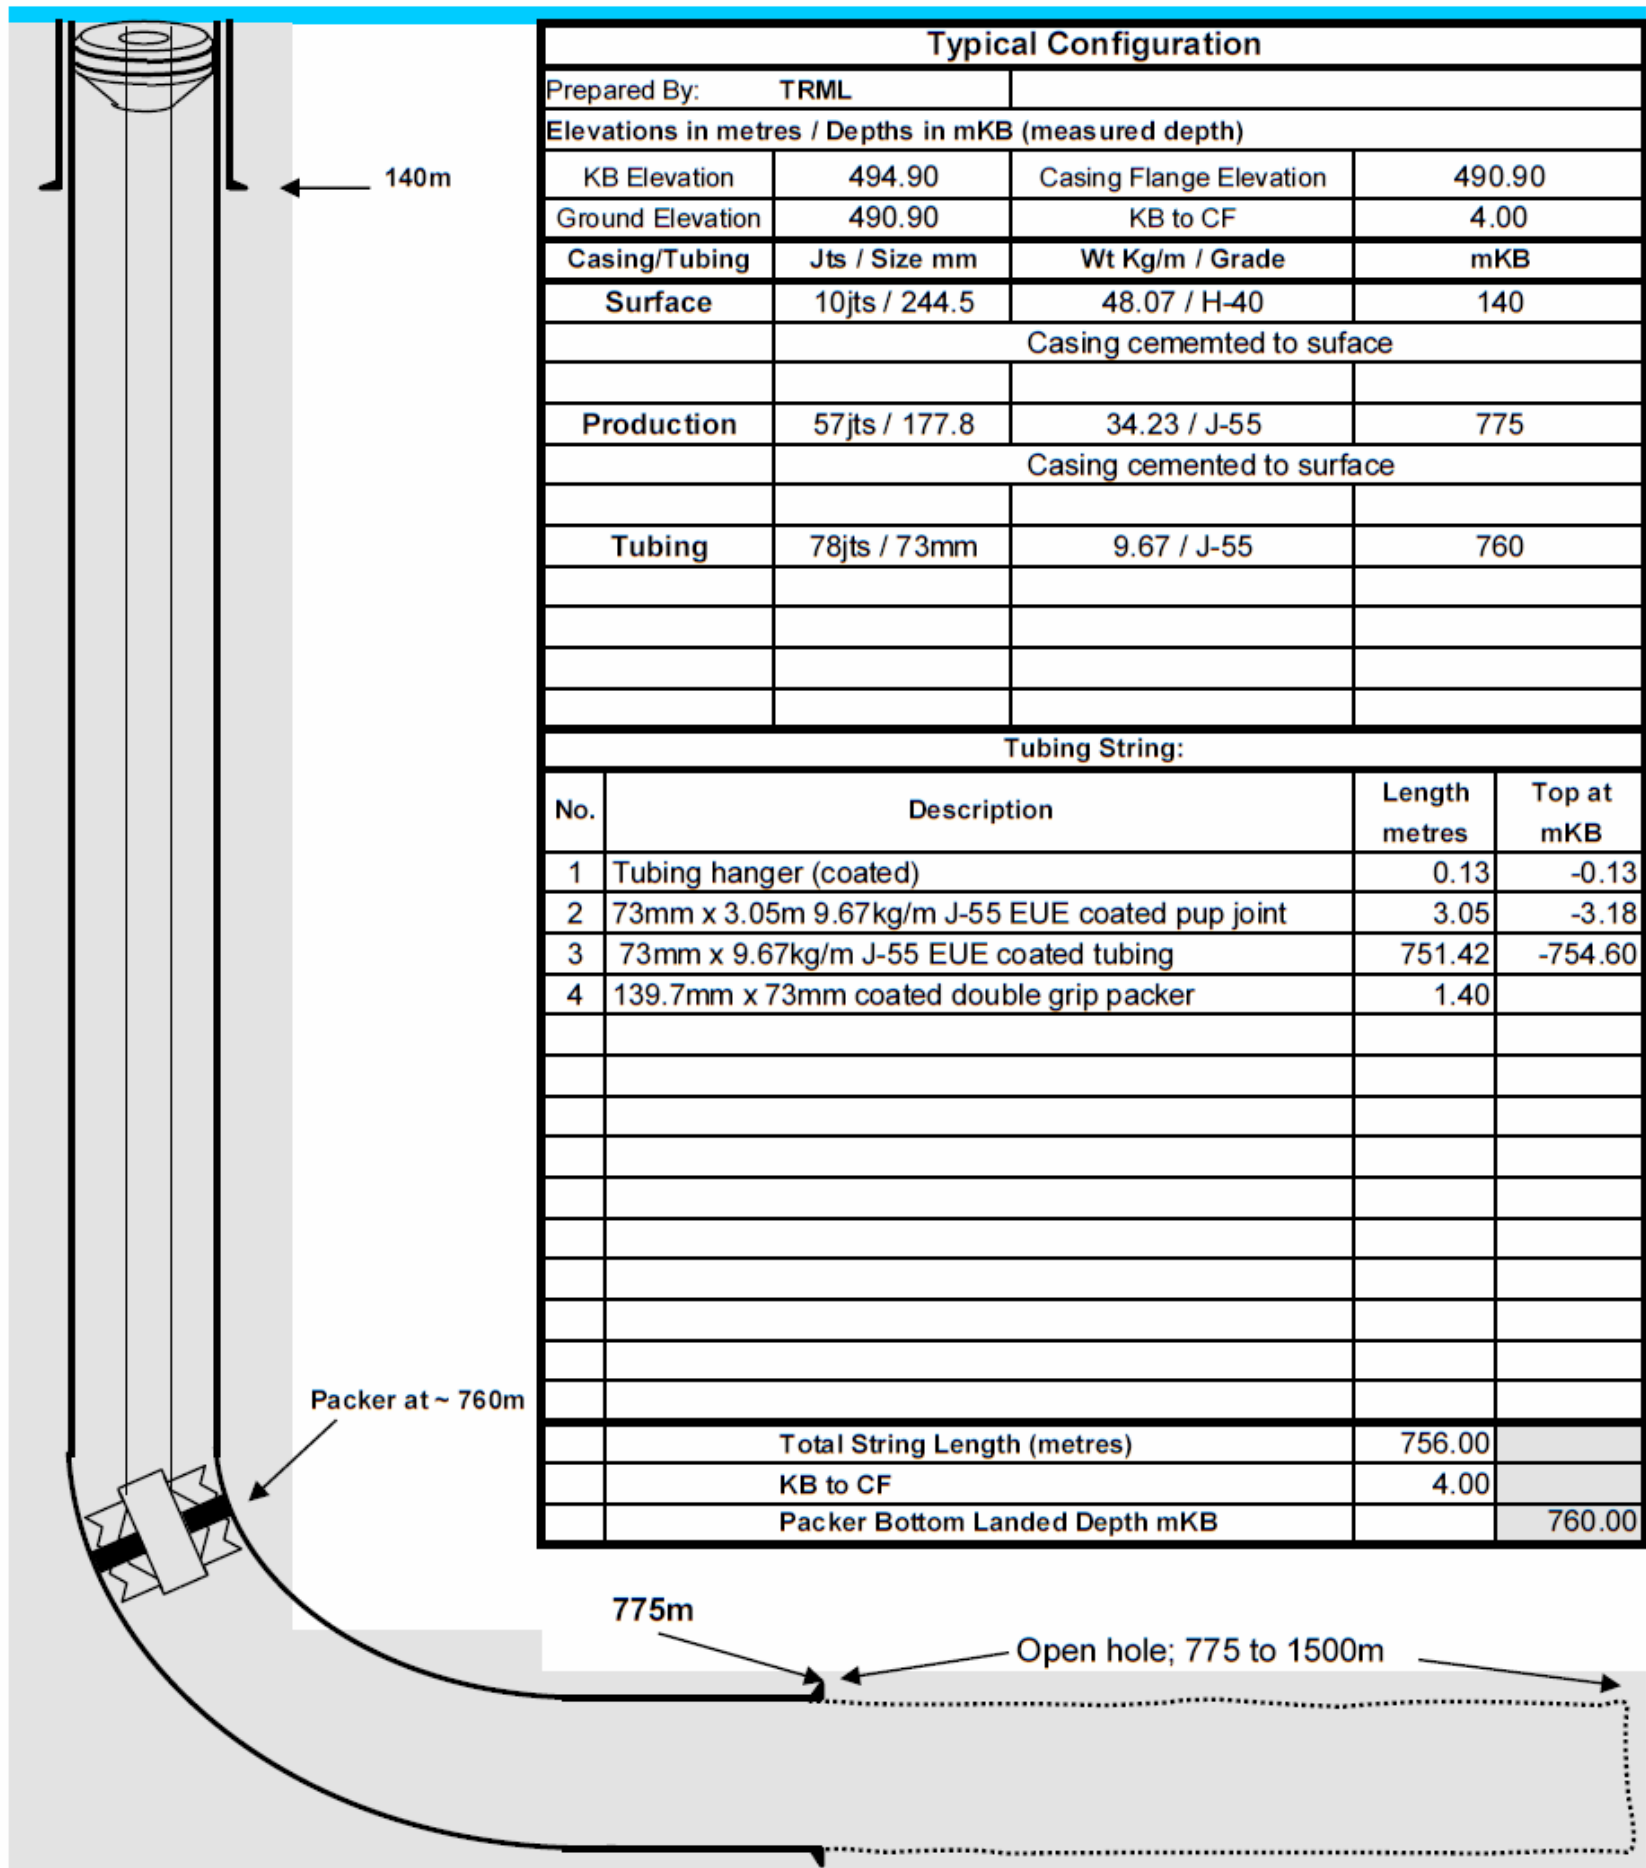 Typical Configuration
Prepared By: TRML
Elevations in metres / Depths in mKB (measured depth)
KB Elevation 494.90 Casing Flange Elevation 490.90
Ground Elevation 490.90 KB to CF 4.00
Casing/Tubing Jts / Size mm Wt Kg/m / Grade mKB
Surface 10jts / 244.5 48.07 / H-40 140
Casing cememted to suface
Production 57jts / 177.8 34.23 / J-55 775
Casing cemented to surface
Tubing 78jts / 73mm 9.67 / J-55 760
Tubing String:
No. Description Length metres Top at mKB
1 Tubing hanger (coated) 0.13 -0.13
2 73mm x 3.05m 9.67kg/m J-55 EUE coated pup joint 3.05 -3.18
3 73mm x 9.67kg/m J-55 EUE coated tubing 751.42 -754.60
4 139.7mm x 73mm coated double grip packer 1.40
Total String Length (metres) 756.00
KB to CF 4.00
Packer Bottom Landed Depth mKB 760.00
140m
Packer at ~ 760m
775m
Open hole; 775 to 1500m